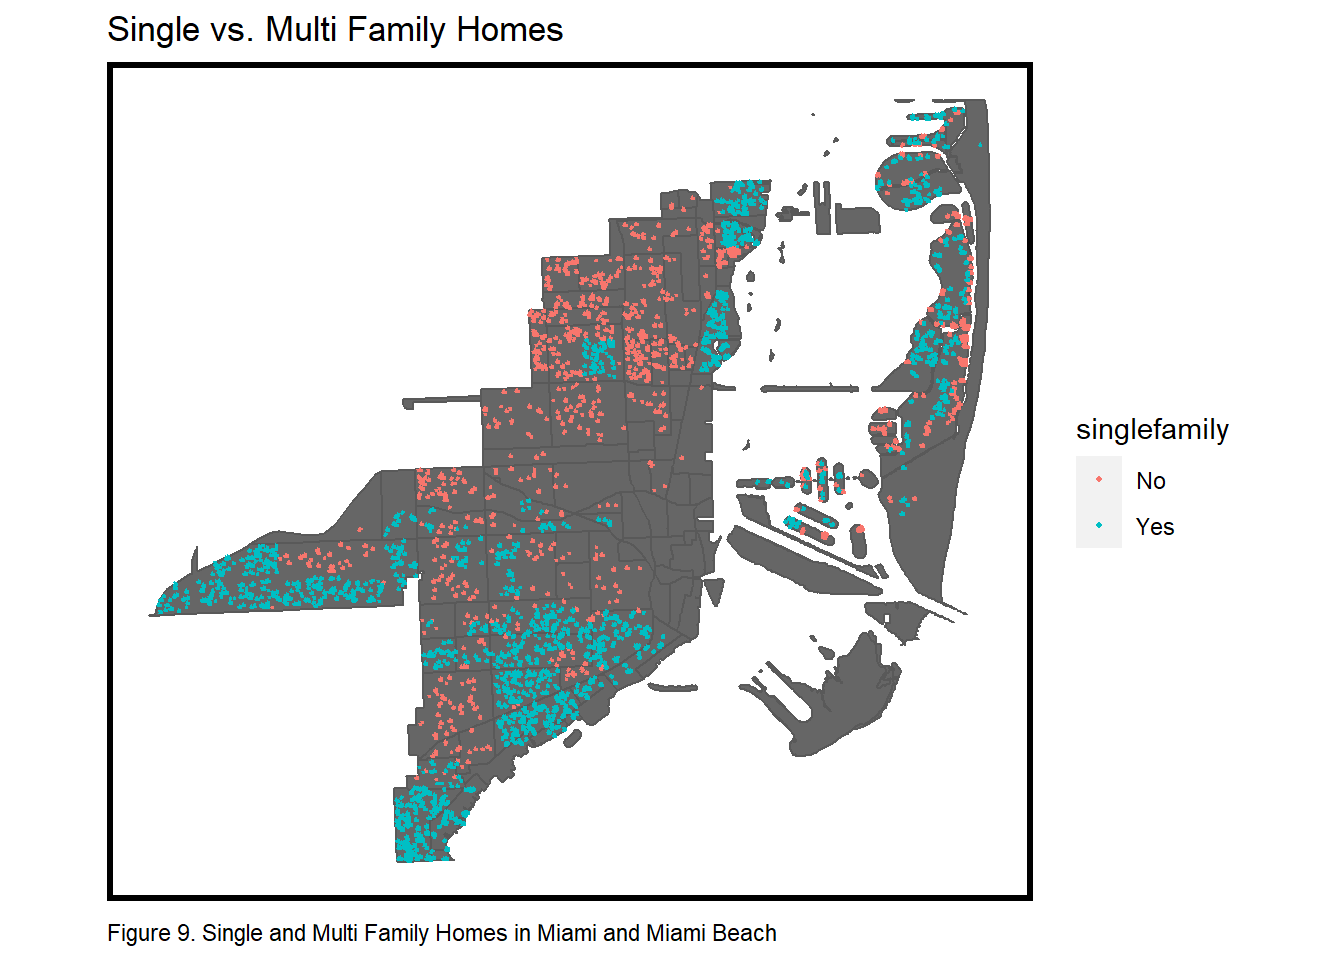 Single vs. Multi Family Homes
singlefamily
No
Yes
Figure 9. Single and Multi Family Homes in Miami and Miami Beach